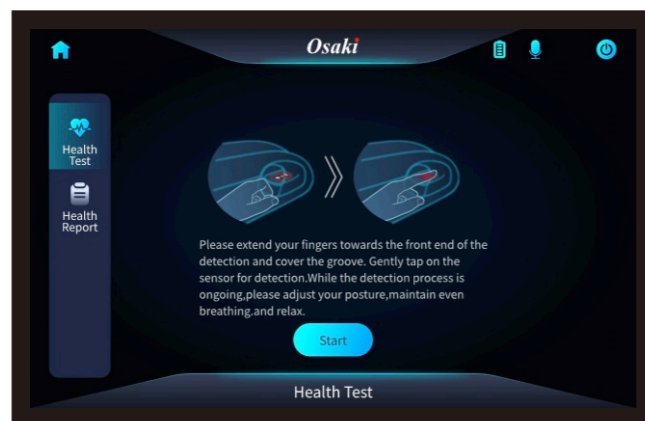 Osaki
Health
Test
Health
Report
Please extend your fingers towards the front end of the
detection and cover the groove. Gently tap on the
sensor for detection.While the detection process is
ongoing,please adjust your posture,maintain even
breathing.and relax.
Start
Health Test